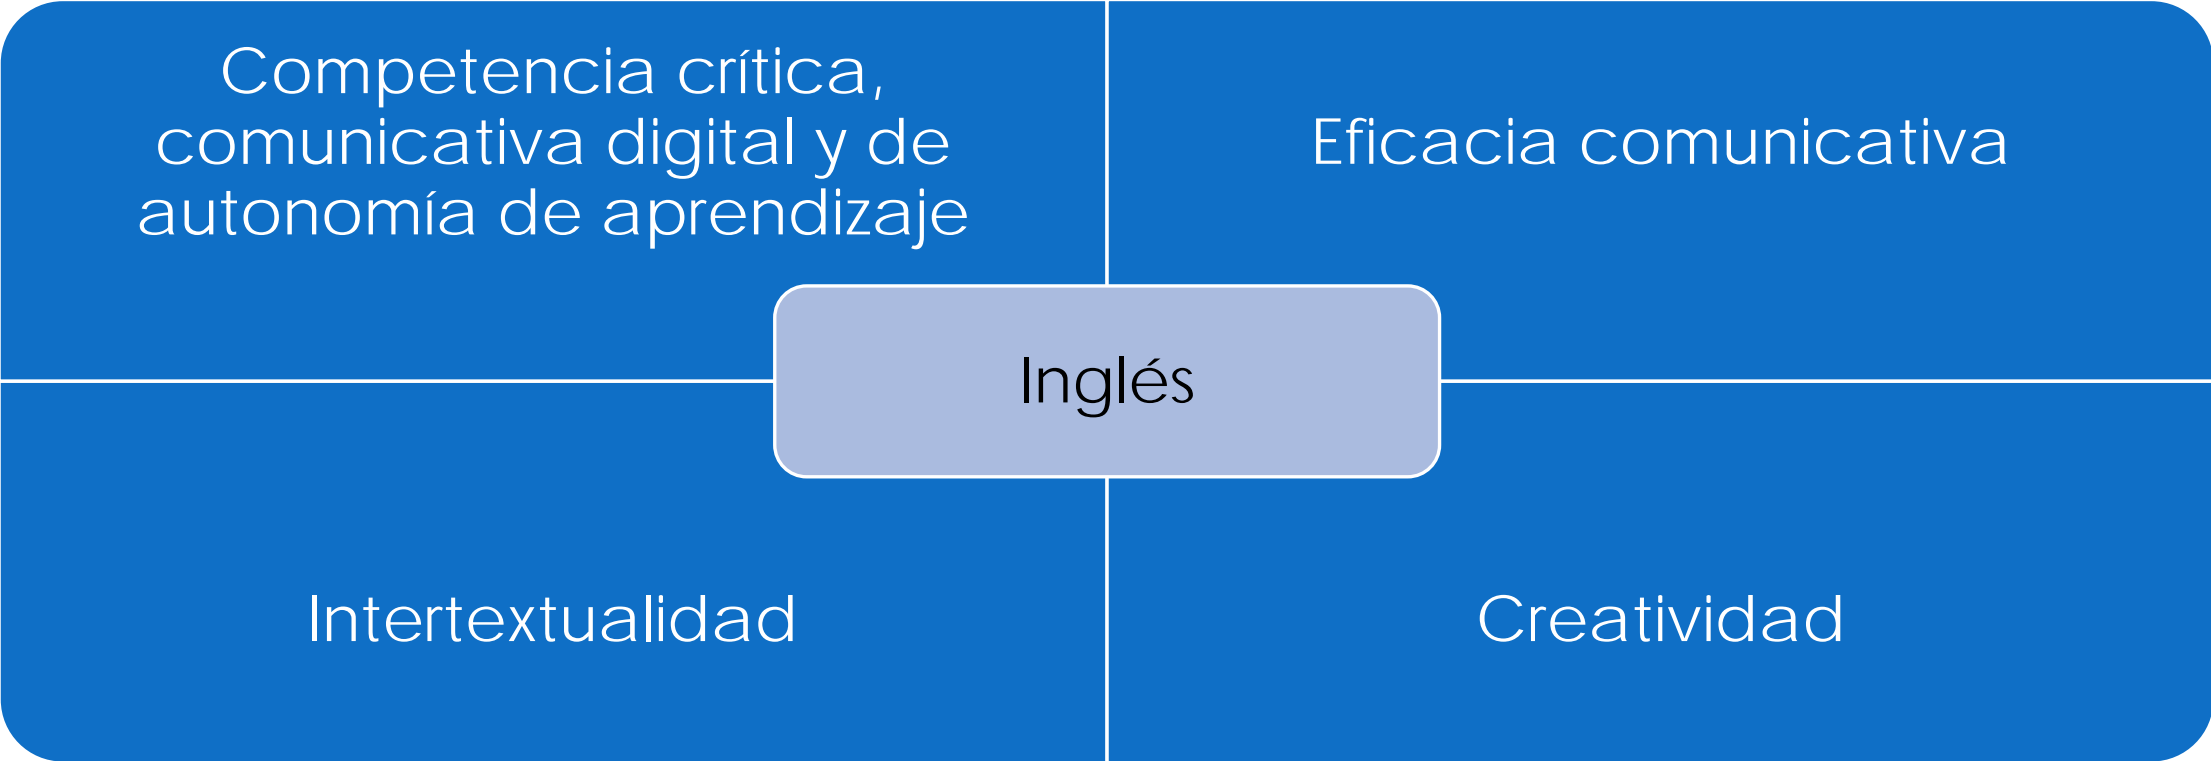 Competencia crítica,
comunicativa digital y de
autonomía de aprendizaje
Eficacia comunicativa
Inglés
Intertextualidad
Creatividad